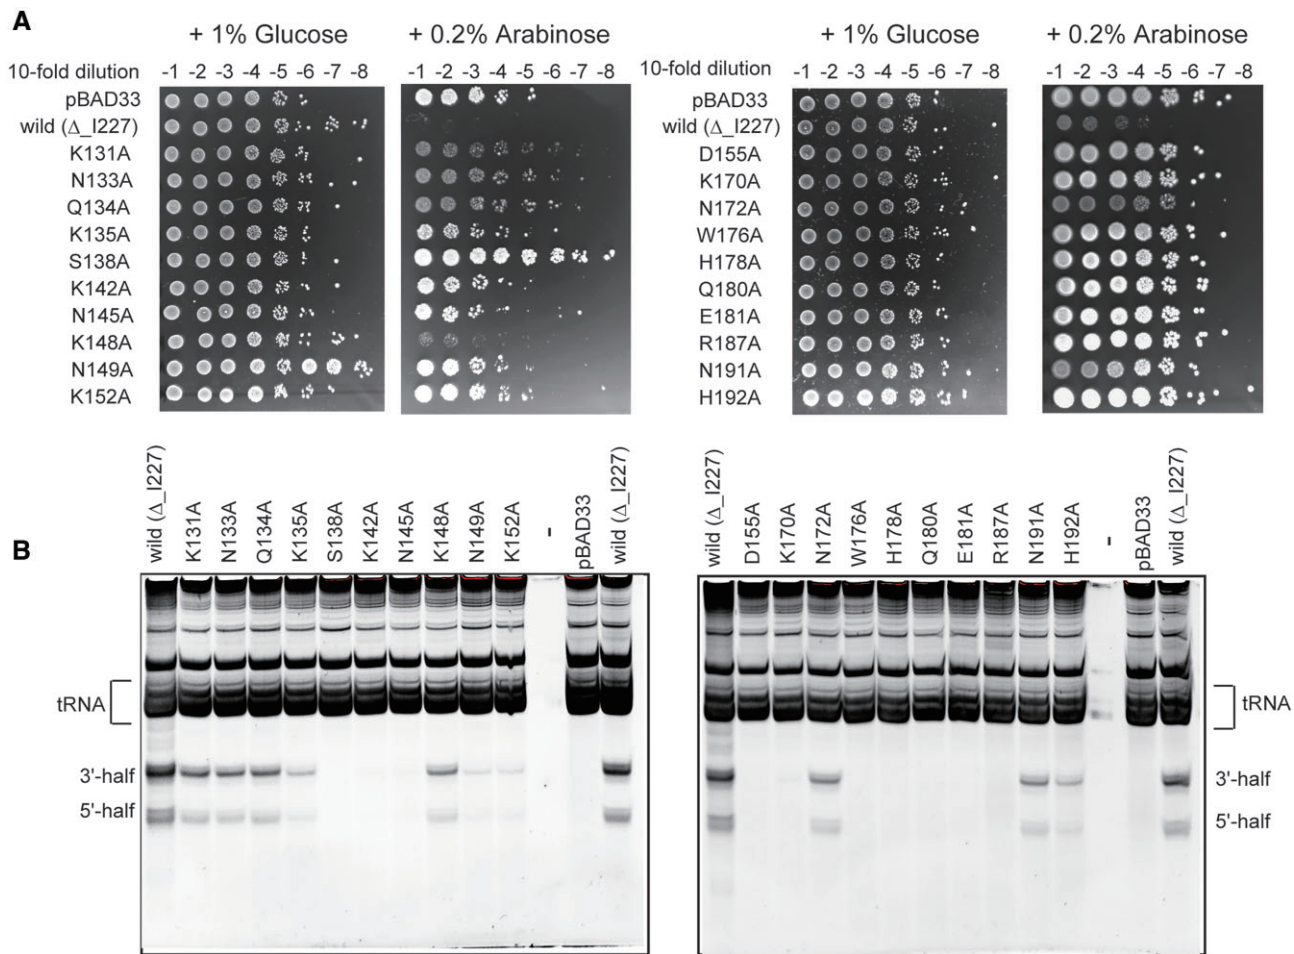 A
+ 1% Glucose
+ 0.2% Arabinose
10-fold dilution
-1 -2 -3 -4 -5 -6 -7 -8
-1 -2 -3 -4 -5 -6 -7 -8
pBAD33
wild (Δ_I227)
K131A
N133A
Q134A
K135A
S138A
K142A
N145A
K148A
N149A
K152A
+ 1% Glucose
+ 0.2% Arabinose
10-fold dilution
-1 -2 -3 -4 -5 -6 -7 -8
-1 -2 -3 -4 -5 -6 -7 -8
pBAD33
wild (Δ_I227)
D155A
K170A
N172A
W176A
H178A
Q180A
E181A
R187A
N191A
H192A
B
wild (Δ_I227)
K131A
N133A
Q134A
K135A
S138A
K142A
N145A
K148A
N149A
K152A
-
pBAD33
wild (Δ_I227)
tRNA
3'-half
5'-half
wild (Δ_I227)
D155A
K170A
N172A
W176A
H178A
Q180A
E181A
R187A
N191A
H192A
-
pBAD33
wild (Δ_I227)
tRNA
3'-half
5'-half